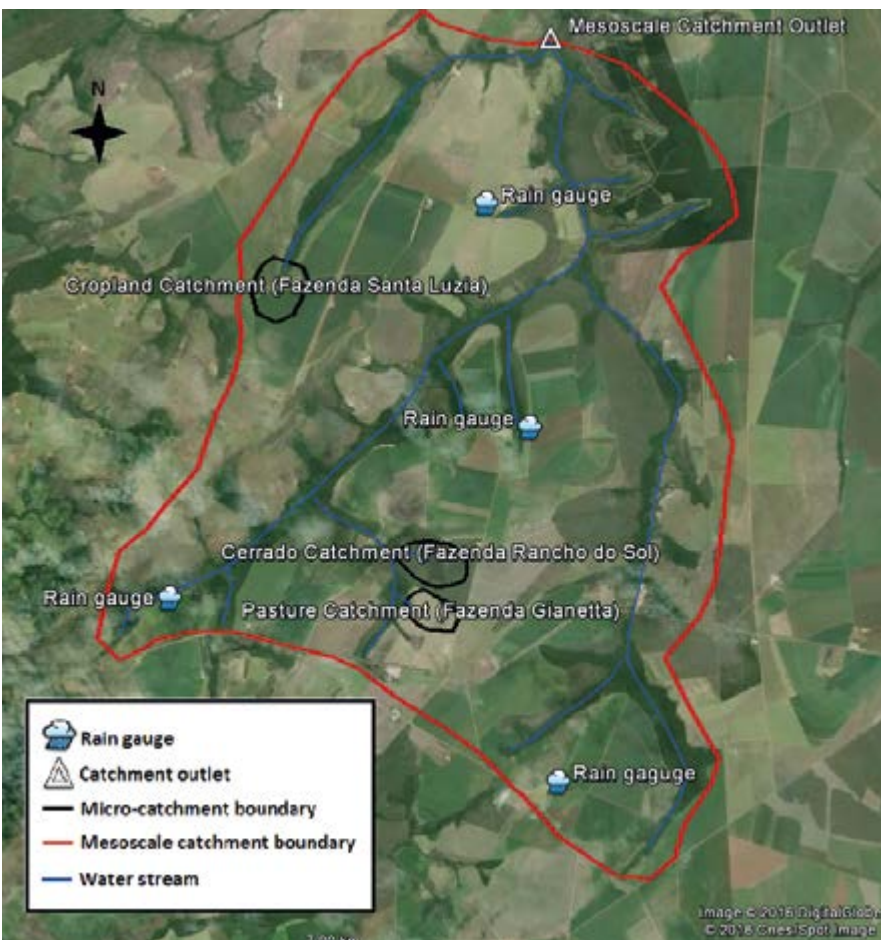 Mesoscale Catchment Outlet
N
Rain gauge
Cropland Catchment (Fazenda Santa Luzia)
Rain gauge
Cerrado Catchment (Fazenda Rancho do Sol)
Rain gauge
Pasture Catchment (Fazenda Gianetta)
Rain gaguge
Rain gauge
Catchment outlet
Micro-catchment boundary
Mesoscale catchment boundary
Water stream
Image © 2016 DigitalGlobe
© 2016 Cnes/Spot Image